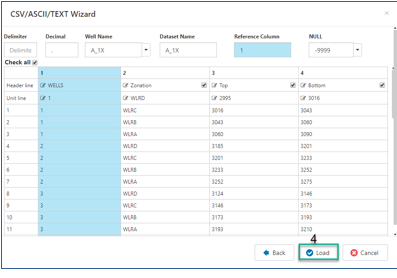 CSV/ASCII/TEXT Wizard ×
Delimiter Decimal Well Name Dataset Name Reference Column NULL
Delimite . A_1X A_1X 1 -9999
Check all
1 2 3 4
Header line WELLS Zonation Top Bottom
Unit line 1 WLRD 2995 3016
1 1 WLRC 3016 3043
2 1 WLRB 3043 3060
3 1 WLRA 3060 3090
4 2 WLRD 3185 3201
5 2 WLRC 3201 3233
6 2 WLRB 3233 3252
7 2 WLRA 3252 3275
8 3 WLRD 3124 3146
9 3 WLRC 3146 3173
10 3 WLRB 3173 3193
11 3 WLRA 3193 3210
4
Back Load Cancel